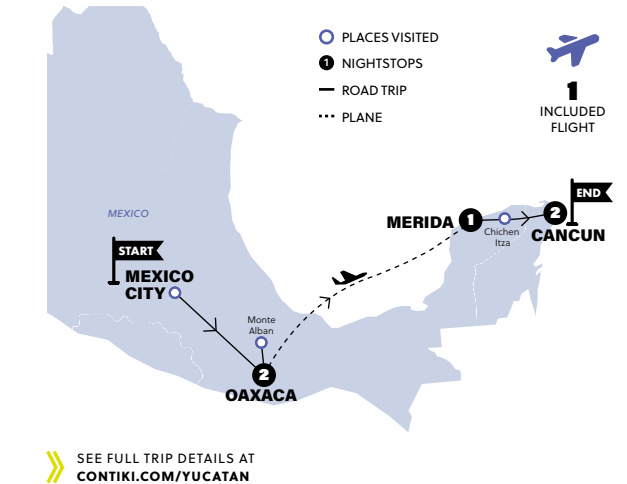 PLACES VISITED
1 NIGHTSTOPS
ROAD TRIP
PLANE
1
INCLUDED
FLIGHT
MEXICO
START
MEXICO
CITY
Monte
Alban
2
OAXACA
MERIDA
1
Chichen
Itza
2
END
CANCUN
SEE FULL TRIP DETAILS AT
CONTIKI.COM/YUCATAN